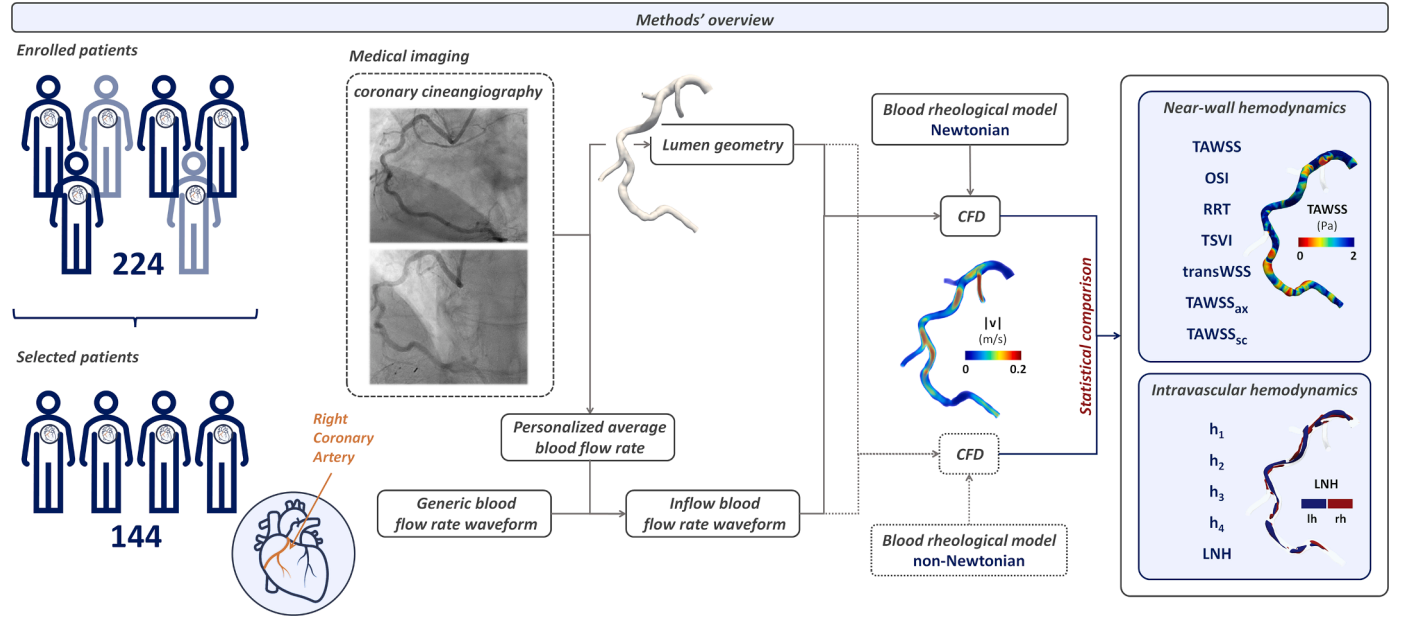 Methods' overview
Enrolled patients
224
Selected patients
144
Right
Coronary
Artery
Medical imaging
coronary cineangiography
Lumen geometry
Personalized average
blood flow rate
Generic blood
flow rate waveform
Inflow blood
flow rate waveform
Blood rheological model
Newtonian
CFD
|v|
(m/s)
0 0.2
CFD
Blood rheological model
non-Newtonian
Statistical comparison
Near-wall hemodynamics
TAWSS
OSI
RRT
TSVI
transWSS
TAWSSax
TAWSSsc
TAWSS
(Pa)
0 2
Intravascular hemodynamics
h1
h2
h3
h4
LNH
LNH
lh rh